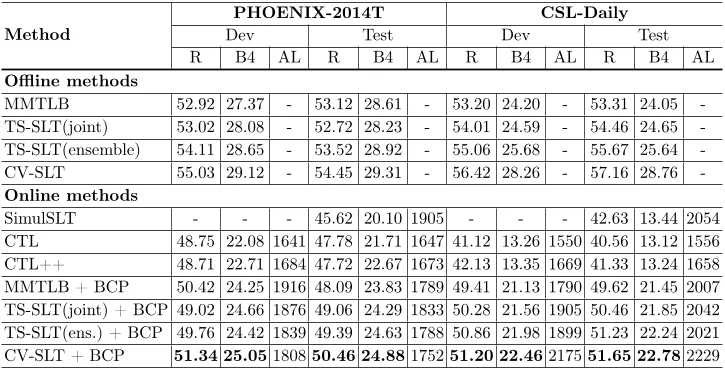 Method PHOENIX-2014T CSL-Daily
Dev Test Dev Test
R B4 AL R B4 AL R B4 AL R B4 AL
Offline methods
MMTLB 52.92 27.37 - 53.12 28.61 - 53.20 24.20 - 53.31 24.05 -
TS-SLT(joint) 53.02 28.08 - 52.72 28.23 - 54.01 24.59 - 54.46 24.65 -
TS-SLT(ensemble) 54.11 28.65 - 53.52 28.92 - 55.06 25.68 - 55.67 25.64 -
CV-SLT 55.03 29.12 - 54.45 29.31 - 56.42 28.26 - 57.16 28.76 -
Online methods
SimulSLT - - - 45.62 20.10 1905 - - - 42.63 13.44 2054
CTL 48.75 22.08 1641 47.78 21.71 1647 41.12 13.26 1550 40.56 13.12 1556
CTL++ 48.71 22.71 1684 47.72 22.67 1673 42.13 13.35 1669 41.33 13.24 1658
MMTLB + BCP 50.42 24.25 1916 48.09 23.83 1789 49.41 21.13 1790 49.62 21.45 2007
TS-SLT(joint) + BCP 49.02 24.66 1876 49.06 24.29 1833 50.28 21.56 1905 50.46 21.85 2042
TS-SLT(ens.) + BCP 49.76 24.42 1839 49.39 24.63 1788 50.86 21.98 1899 51.23 22.24 2021
CV-SLT + BCP 51.34 25.05 1808 50.46 24.88 1752 51.20 22.46 2175 51.65 22.78 2229